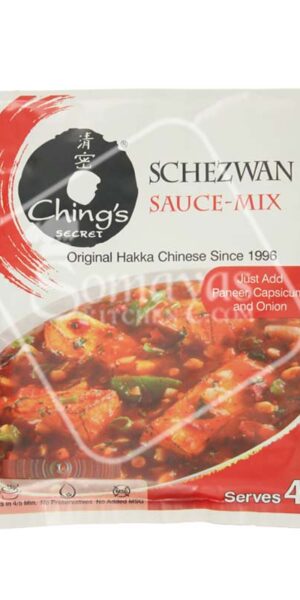 清
密
®
Ching's
SECRET
SCHEZWAN
SAUCE-MIX
Original Hakka Chinese Since 1996
Just Add
Paneer, Capsicum
and Onion
No Preservatives No Added MSG
Serves 4